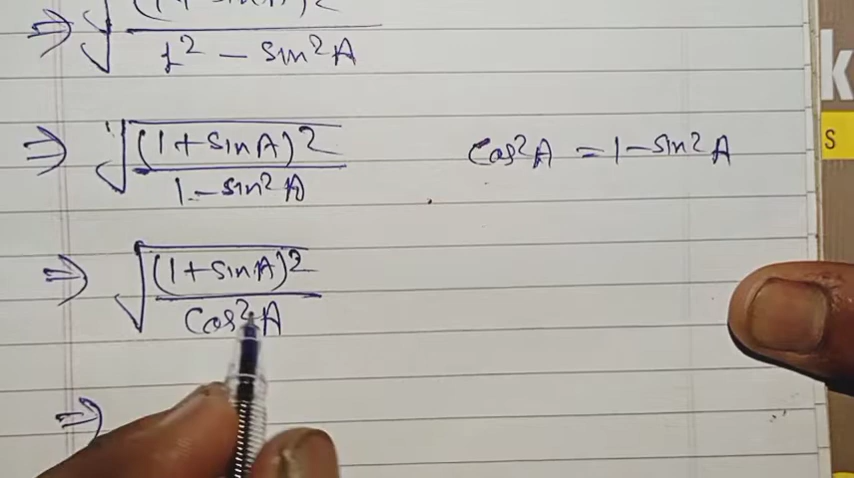 ⇒ √((1+sinA)2 / 1² − sin²A)
⇒ √((1+sinA)2 / 1−sin²A) cos²A = 1−sin²A
⇒ √((1+sinA)2 / cos²A)
⇒
k
S